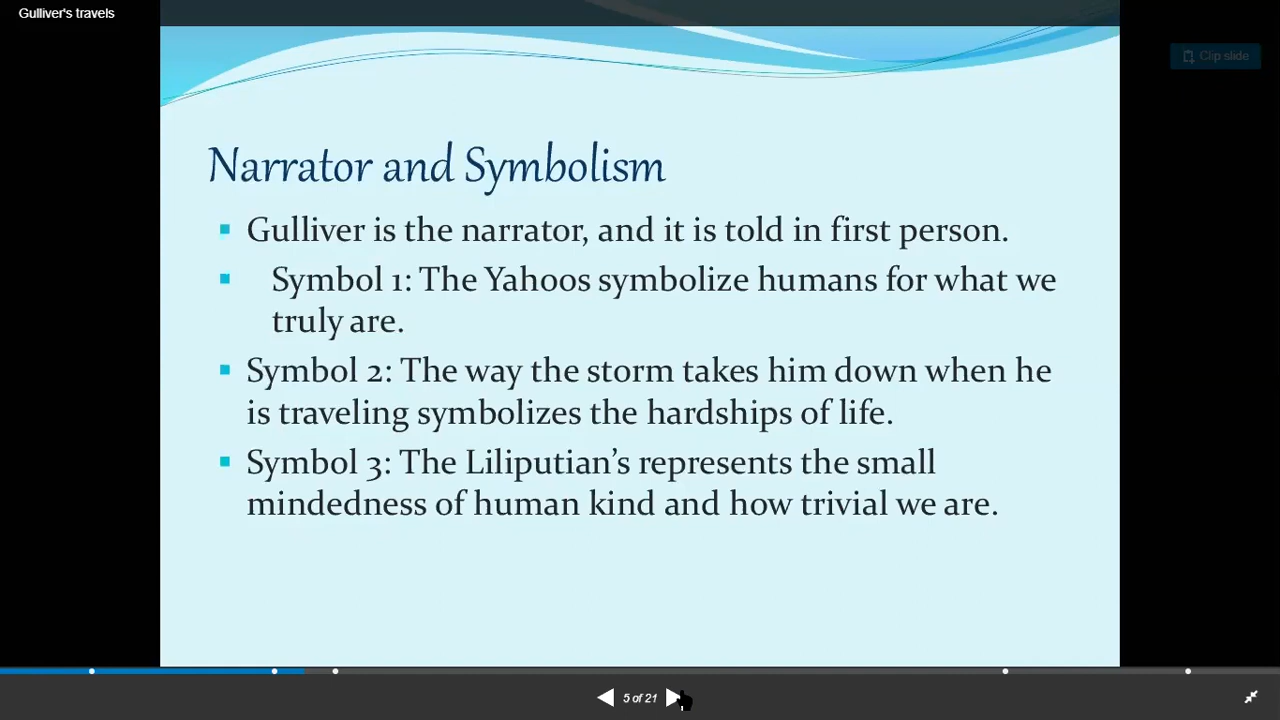 Gulliver's travels
Clip slide
Narrator and Symbolism
Gulliver is the narrator, and it is told in first person.
Symbol 1: The Yahoos symbolize humans for what we
truly are.
Symbol 2: The way the storm takes him down when he
is traveling symbolizes the hardships of life.
Symbol 3: The Liliputian’s represents the small
mindedness of human kind and how trivial we are.
5 of 21